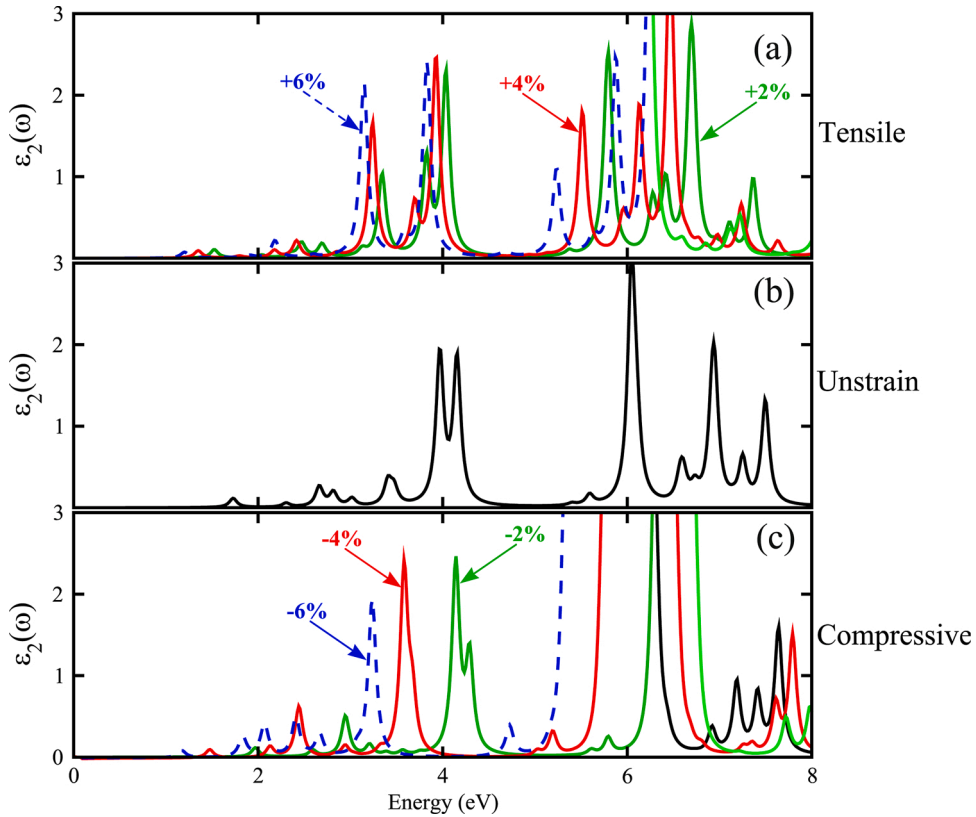 3
(a)
+6%
+4%
+2%
2
ε₂(ω)
Tensile
1
0
3
(b)
2
ε₂(ω)
Unstrain
1
3
(c)
-4%
-2%
2
-6%
ε₂(ω)
Compressive
1
0
0 2 4 6 8
Energy (eV)